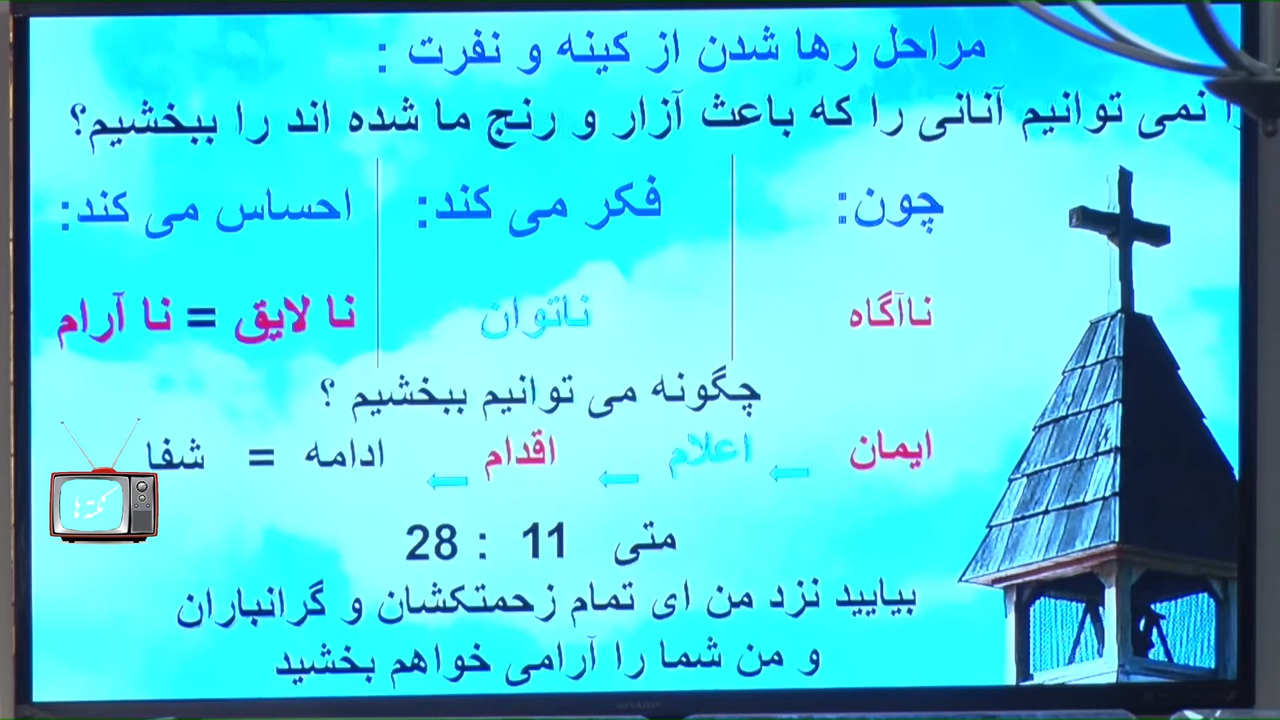 مراحل رها شدن از کینه و نفرت :
نمی توانیم آنانی را که باعث آزار و رنج ما شده اند را ببخشیم؟
چون: فکر می کند: احساس می کند:
ناآگاه ناتوان نا لایق = نا آرام
چگونه می توانیم ببخشیم ؟
ایمان ← اعلام ← اقدام ← ادامه = شفا
نکته ها
متی 11 : 28
بیایید نزد من ای تمام زحمتکشان و گرانباران
و من شما را آرامی خواهم بخشید
SHARP